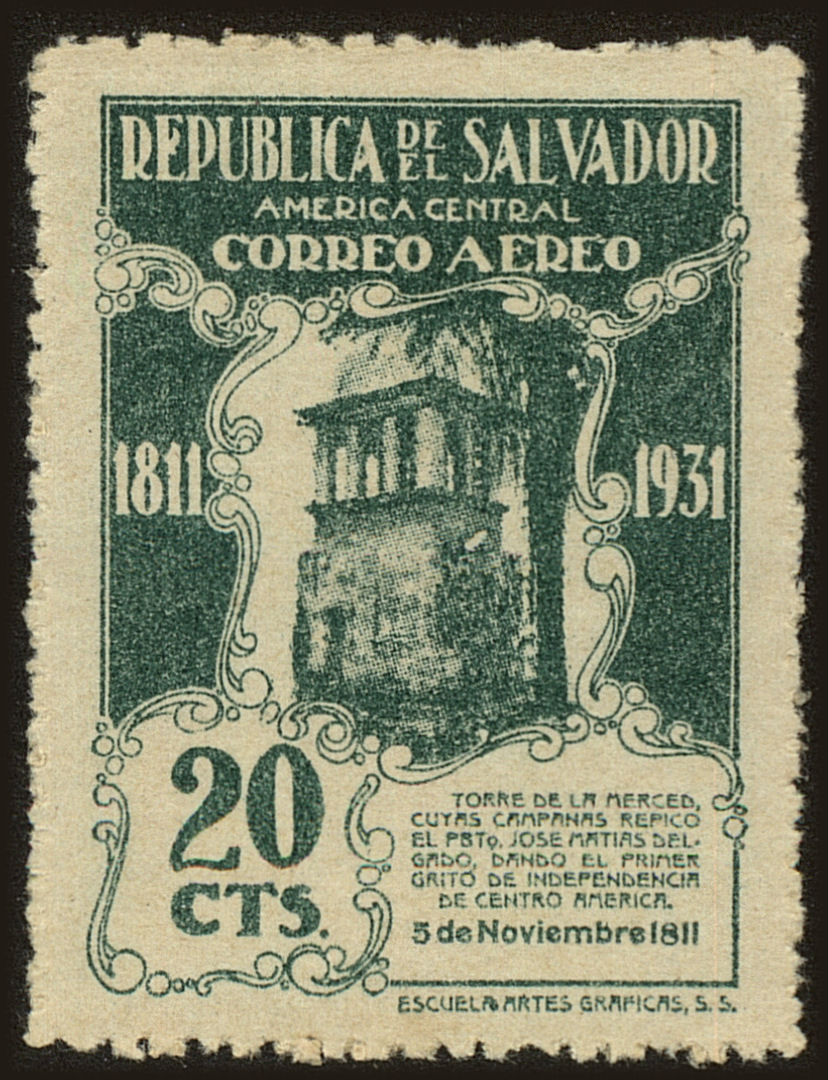 REPUBLICA DE EL SALVADOR
AMERICA CENTRAL
CORREO AEREO
1811 1931
20
CTS.
TORRE DE LA MERCED,
CUYAS CAMPANAS REPICO
EL PBTo. JOSE MATIAS DEL-
GADO, DANDO EL PRIMER
GRITO DE INDEPENDENCIA
DE CENTRO AMERICA.
5 de Noviembre 1811
ESCUELA ARTES GRAFICAS, S. S.